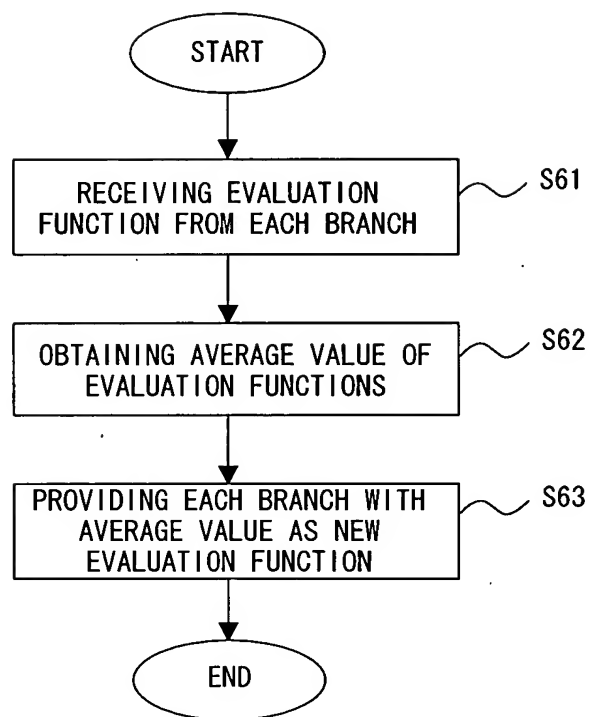 START
RECEIVING EVALUATION
FUNCTION FROM EACH BRANCH
S61
OBTAINING AVERAGE VALUE OF
EVALUATION FUNCTIONS
S62
PROVIDING EACH BRANCH WITH
AVERAGE VALUE AS NEW
EVALUATION FUNCTION
S63
END